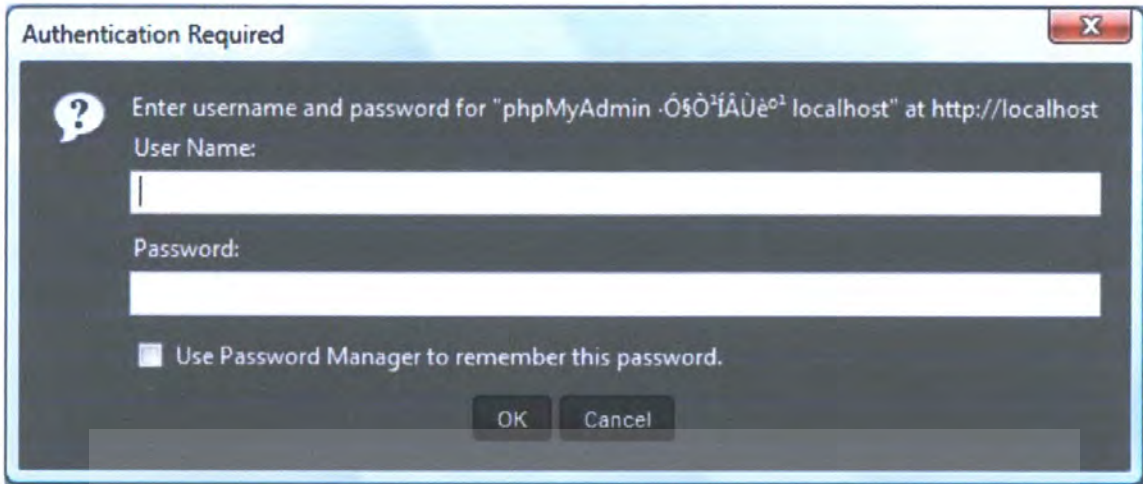 Authentication Required
Enter username and password for "phpMyAdmin ·Ó§Ò¹ÍÂÙèº¹ localhost" at http://localhost
User Name:
Password:
Use Password Manager to remember this password.
OK Cancel